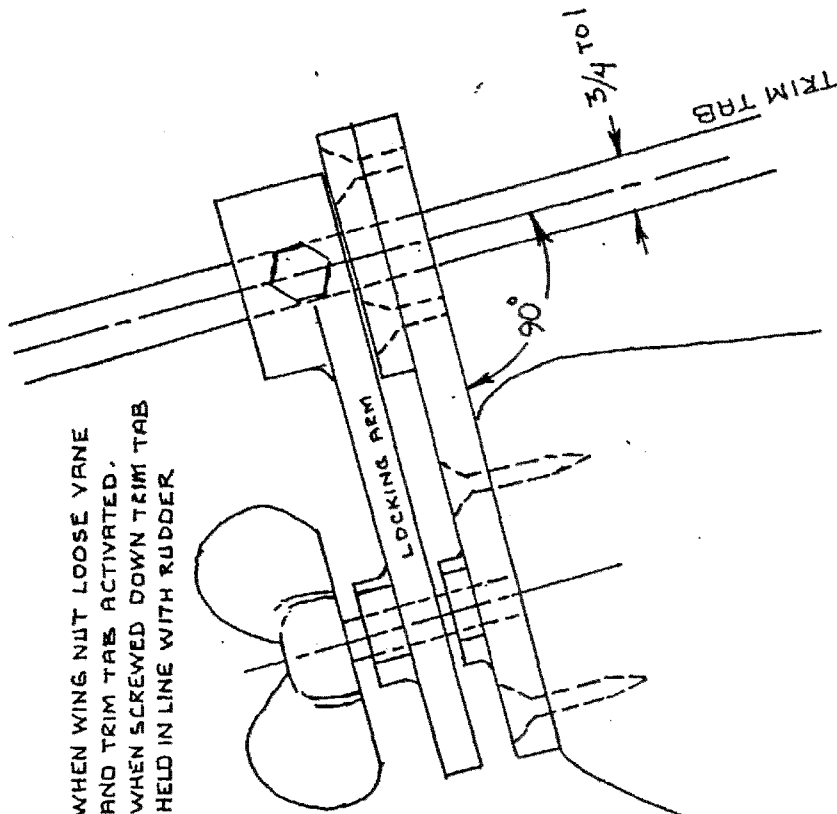 WHEN WING NUT LOOSE VANE
AND TRIM TAB ACTIVATED.
WHEN SCREWED DOWN TRIM TAB
HELD IN LINE WITH RUDDER
LOCKING ARM
90°
3/4 TO 1
TRIM TAB